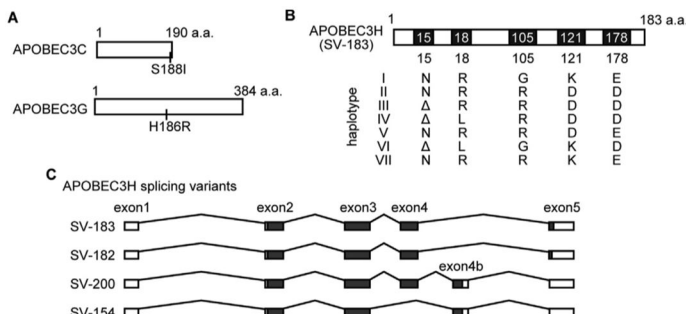 A
1 190 a.a.
APOBEC3C
S188I
1 384 a.a.
APOBEC3G
H186R
B
1 183 a.a.
APOBEC3H
(SV-183)
15 18 105 121 178
15 18 105 121 178
haplotype
I N R G K E
II N R R D D
III Δ R R D D
IV Δ L R D D
V N R R D E
VI Δ L G K D
VII N R R K E
C
APOBEC3H splicing variants
exon1 exon2 exon3 exon4 exon5
SV-183
SV-182
exon4b
SV-200
SV-154